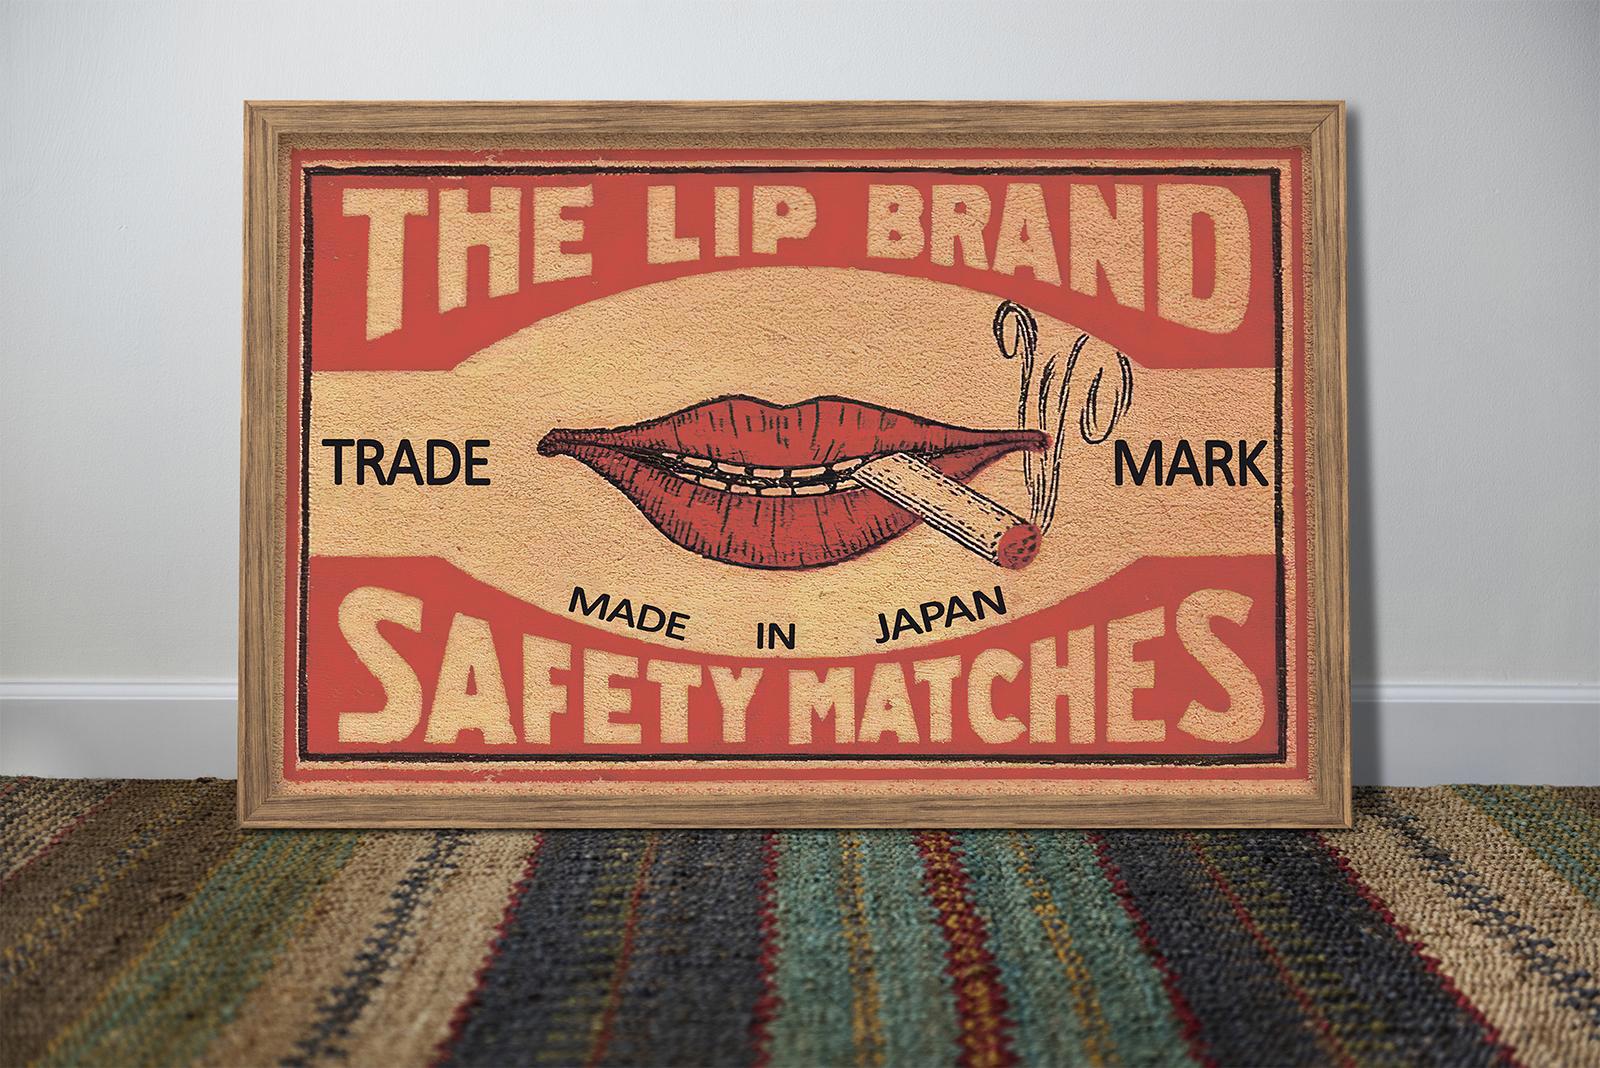 THE LIP BRAND
TRADE MARK
MADE IN JAPAN
SAFETY MATCHES